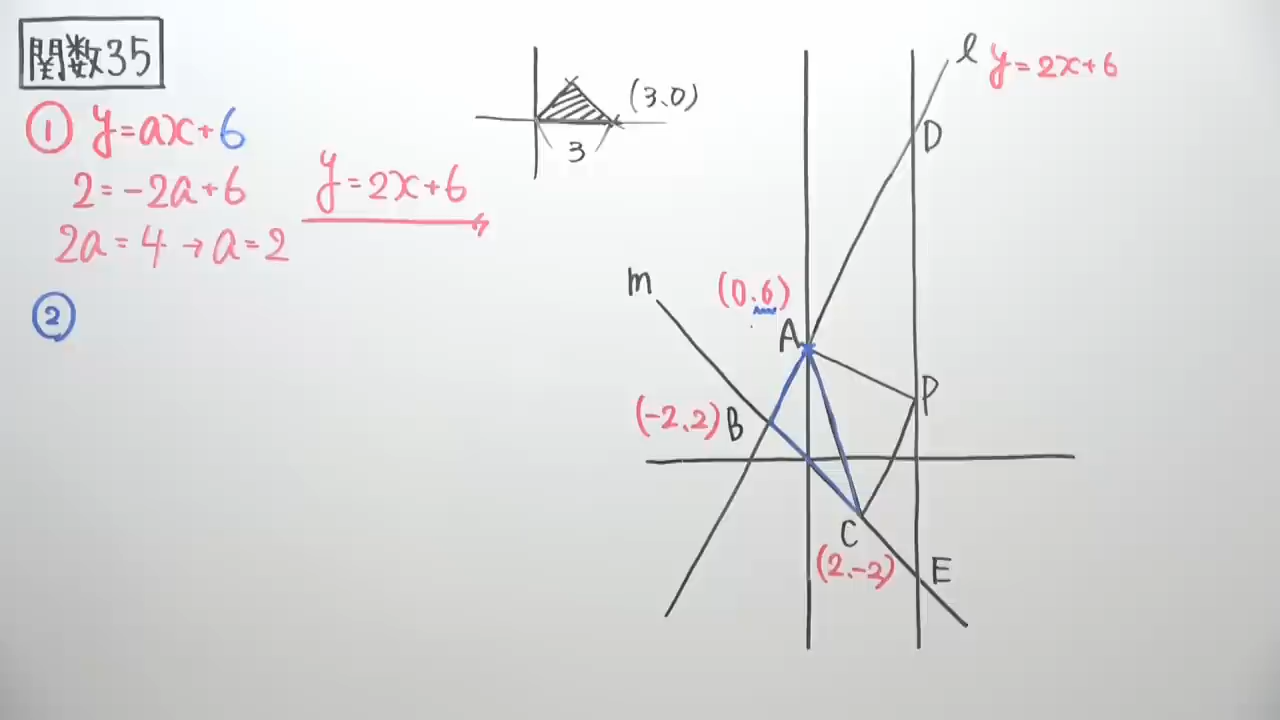 関数35
① y=ax+6
2=-2a+6
2a=4→a=2
y=2x+6
②
(3,0)
3
l y=2x+6
D
m
(0,6)
A
P
(-2,2) B
C
(2,-2)
E